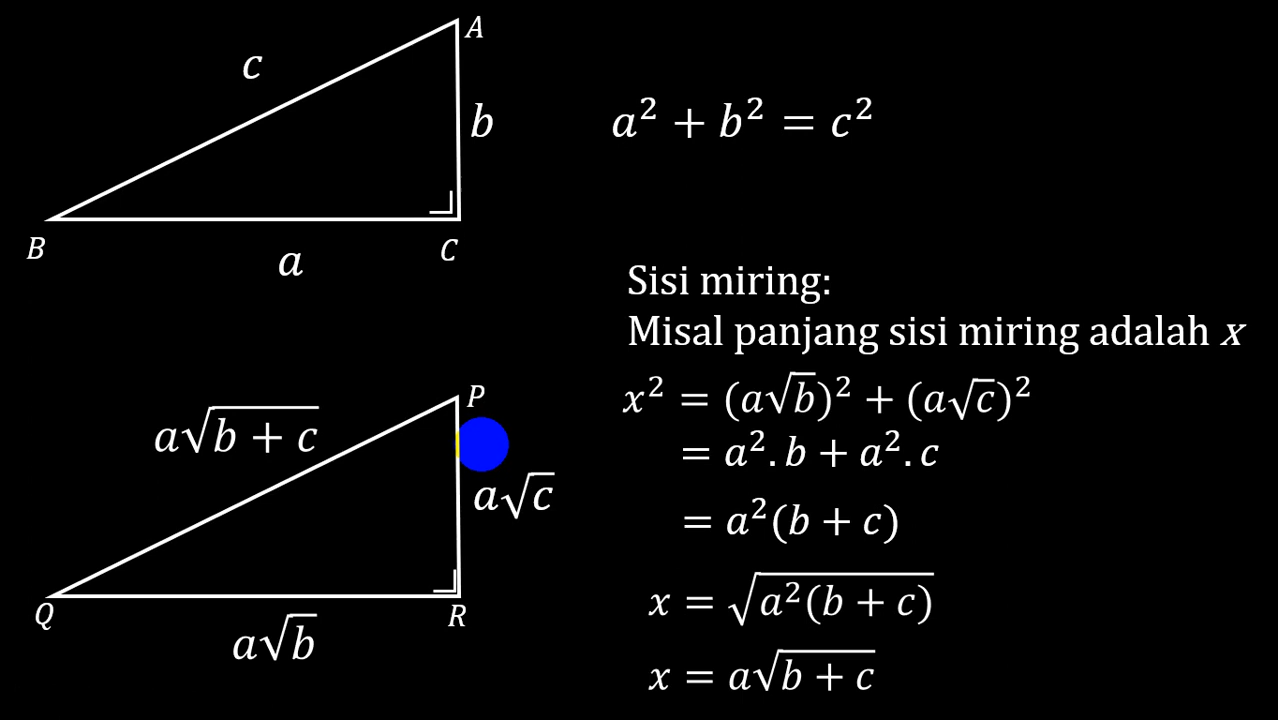 A
c
b
a² + b² = c²
B
a
C
Sisi miring:
Misal panjang sisi miring adalah x
P
a√(b + c)
x² = (a√b)² + (a√c)²
= a².b + a².c
a√c
= a²(b + c)
Q
a√b
R
x = √(a²(b + c))
x = a√(b + c)